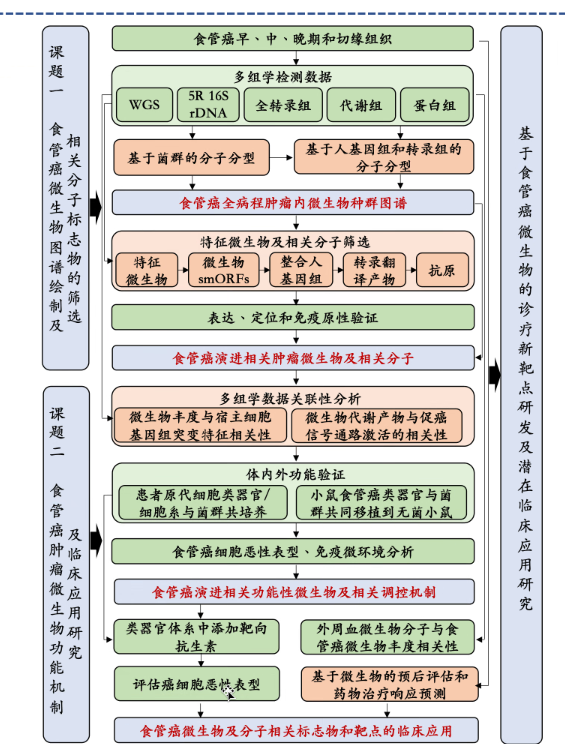 食管癌早、中、晚期和切缘组织
多组学检测数据
WGS
5R 16S
rDNA
全转录组
代谢组
蛋白组
基于菌群的分子分型
基于人基因组和转录组的
分子分型
食管癌全病程肿瘤内微生物种群图谱
特征微生物及相关分子筛选
特征
微生物
微生物
smORFs
整合人
基因组
转录翻
译产物
抗原
表达、定位和免疫原性验证
食管癌演进相关肿瘤微生物及相关分子
课题一 食管癌微生物图谱绘制及
相关分子标志物的筛选
多组学数据关联性分析
微生物丰度与宿主细胞
基因组突变特征相关性
微生物代谢产物与促癌
信号通路激活的相关性
体内外功能验证
患者原代细胞类器官/
细胞系与菌群共培养
小鼠食管癌类器官与菌
群共同移植到无菌小鼠
食管癌细胞恶性表型、免疫微环境分析
食管癌演进相关功能性微生物及相关调控机制
类器官体系中添加靶向
抗生素
外周血微生物分子与食
管癌微生物丰度相关性
评估癌细胞恶性表型
基于微生物的预后评估和
药物治疗响应预测
食管癌微生物及分子相关标志物和靶点的临床应用
课题二 食管癌肿瘤微生物功能机制
及临床应用研究
基于食管癌微生物的诊疗新靶点研发及潜在临床应用研究